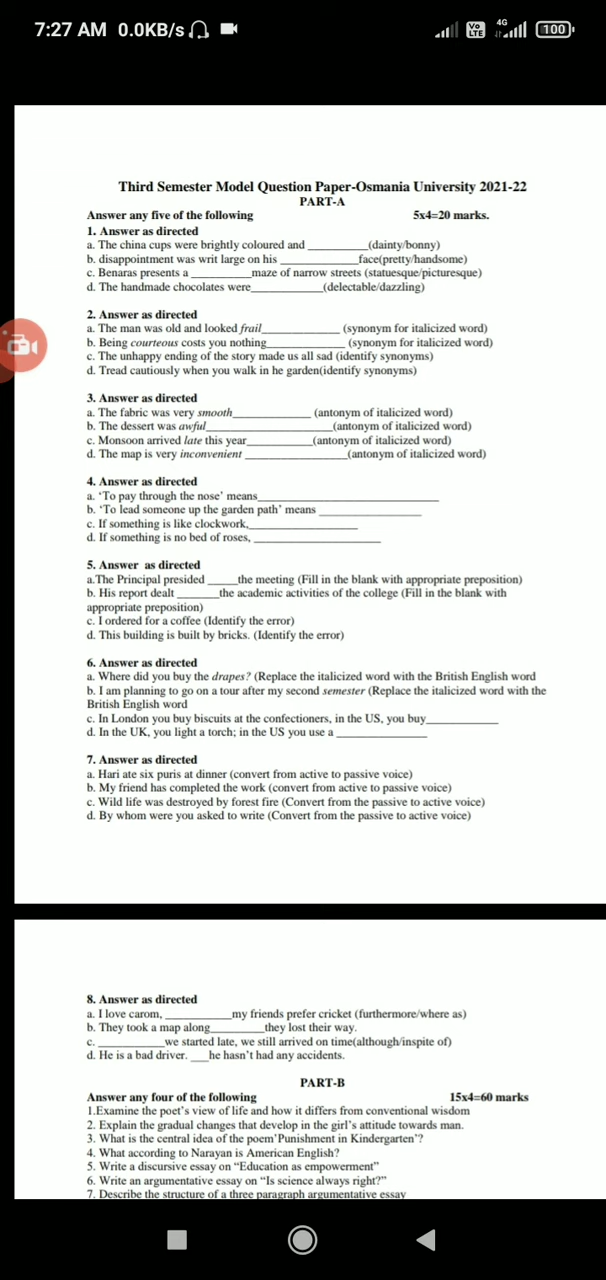 7:27 AM 0.0KB/s Vo LTE 4G 100
Third Semester Model Question Paper-Osmania University 2021-22
PART-A
Answer any five of the following 5x4=20 marks.
1. Answer as directed
a. The china cups were brightly coloured and __________(dainty/bonny)
b. disappointment was writ large on his ____________face(pretty/handsome)
c. Benaras presents a _________maze of narrow streets (statuesque/picturesque)
d. The handmade chocolates were___________(delectable/dazzling)
2. Answer as directed
a. The man was old and looked frail_____________ (synonym for italicized word)
b. Being courteous costs you nothing_____________ (synonym for italicized word)
c. The unhappy ending of the story made us all sad (identify synonyms)
d. Tread cautiously when you walk in he garden(identify synonyms)
3. Answer as directed
a. The fabric was very smooth_____________ (antonym of italicized word)
b. The dessert was awful____________________(antonym of italicized word)
c. Monsoon arrived late this year___________(antonym of italicized word)
d. The map is very inconvenient _________________(antonym of italicized word)
4. Answer as directed
a. ‘To pay through the nose’ means______________________________
b. ‘To lead someone up the garden path’ means _________________
c. If something is like clockwork,__________________
d. If something is no bed of roses, _____________________
5. Answer as directed
a.The Principal presided _____the meeting (Fill in the blank with appropriate preposition)
b. His report dealt _______the academic activities of the college (Fill in the blank with
appropriate preposition)
c. I ordered for a coffee (Identify the error)
d. This building is built by bricks. (Identify the error)
6. Answer as directed
a. Where did you buy the drapes? (Replace the italicized word with the British English word
b. I am planning to go on a tour after my second semester (Replace the italicized word with the
British English word
c. In London you buy biscuits at the confectioners, in the US, you buy____________
d. In the UK, you light a torch; in the US you use a _______________
7. Answer as directed
a. Hari ate six puris at dinner (convert from active to passive voice)
b. My friend has completed the work (convert from active to passive voice)
c. Wild life was destroyed by forest fire (Convert from the passive to active voice)
d. By whom were you asked to write (Convert from the passive to active voice)
8. Answer as directed
a. I love carom, ___________my friends prefer cricket (furthermore/where as)
b. They took a map along_________they lost their way.
c. ___________we started late, we still arrived on time(although/inspite of)
d. He is a bad driver. ___he hasn’t had any accidents.
PART-B
Answer any four of the following 15x4=60 marks
1.Examine the poet’s view of life and how it differs from conventional wisdom
2. Explain the gradual changes that develop in the girl’s attitude towards man.
3. What is the central idea of the poem’Punishment in Kindergarten’?
4. What according to Narayan is American English?
5. Write a discursive essay on “Education as empowerment”
6. Write an argumentative essay on “Is science always right?”
7. Describe the structure of a three paragraph argumentative essay